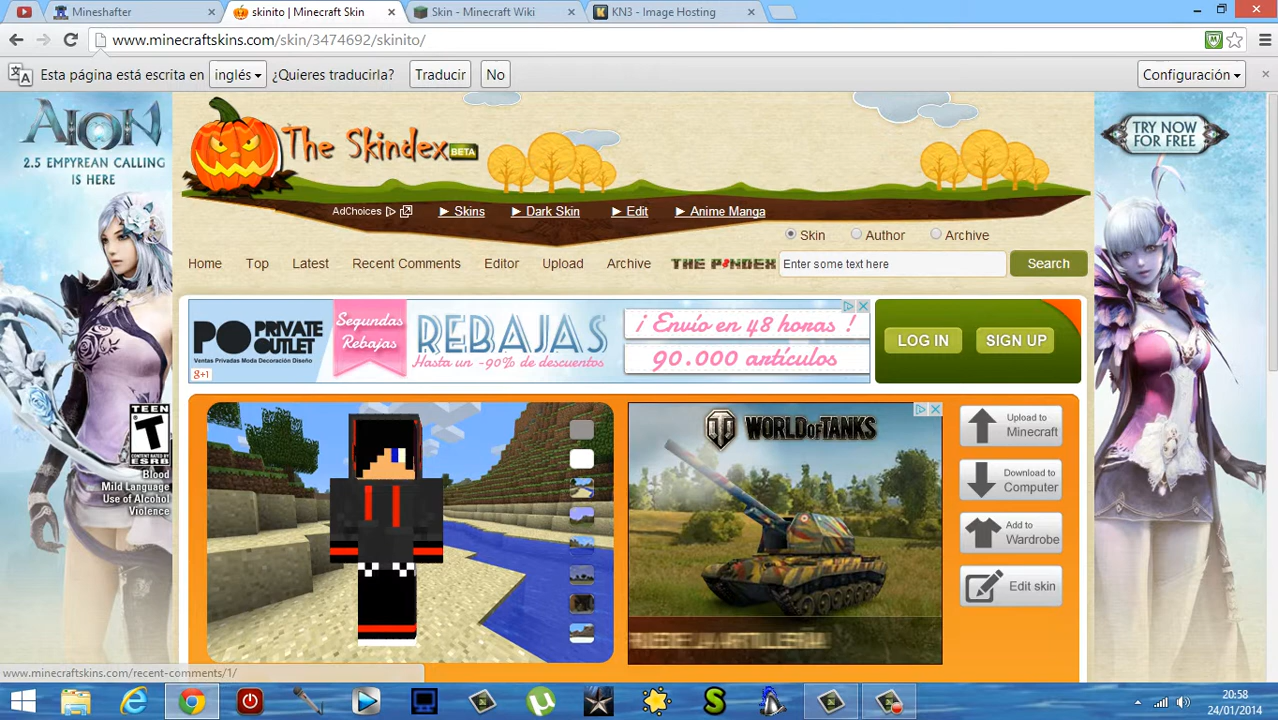 Mineshafter
skinito | Minecraft Skin
Skin - Minecraft Wiki
KN3 - Image Hosting
www.minecraftskins.com/skin/3474692/skinito/
Esta página está escrita en inglés ¿Quieres traducirla? Traducir No Configuración
AION
2.5 EMPYREAN CALLING
IS HERE
The Skindex BETA
TRY NOW
FOR FREE
AdChoices Skins Dark Skin Edit Anime Manga
Skin Author Archive
Home Top Latest Recent Comments Editor Upload Archive THE PINDEX Enter some text here Search
PO PRIVATE
OUTLET
Ventas Privadas Moda Decoración Diseño
g+1
Segundas
Rebajas
REBAJAS
Hasta un -90% de descuentos
¡ Envío en 48 horas !
90.000 artículos
LOG IN SIGN UP
TEEN
T
CONTENT RATED BY
ESRB
Blood
Mild Language
Use of Alcohol
Violence
WORLD OF TANKS
Upload to
Minecraft
Download to
Computer
Add to
Wardrobe
Edit skin
www.minecraftskins.com/recent-comments/1/
20:58
24/01/2014